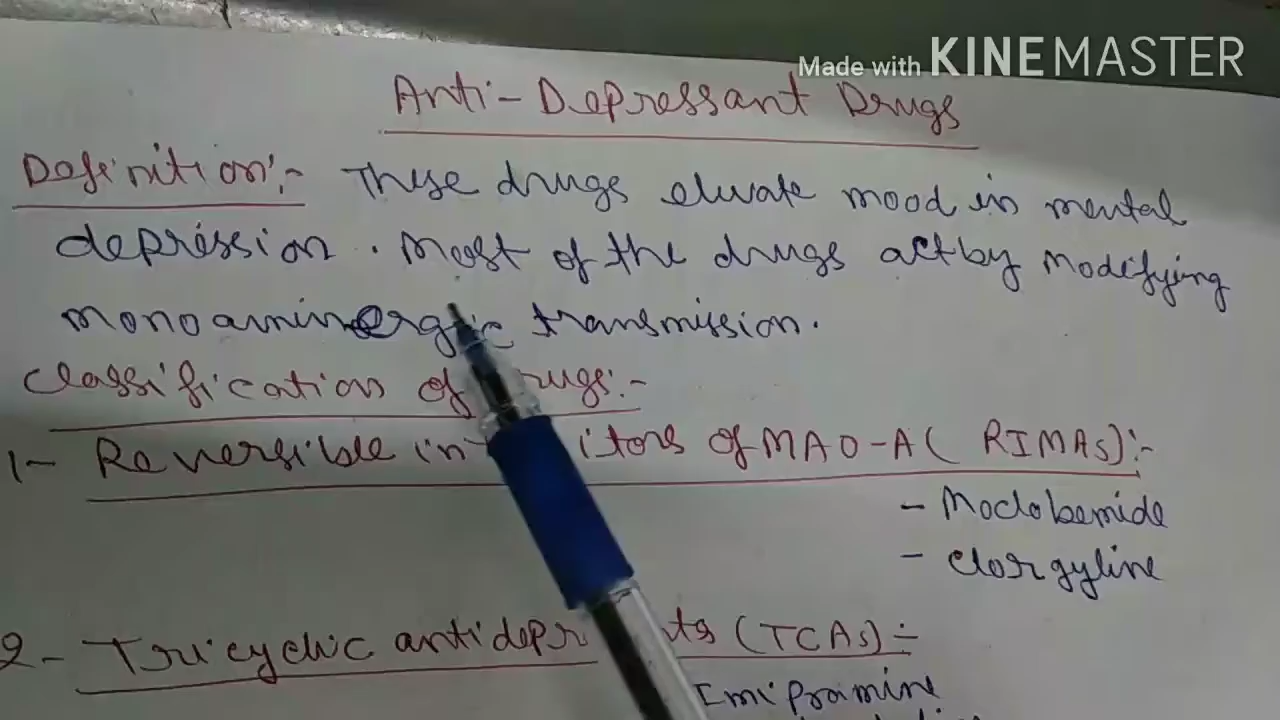 Made with KINEMASTER
Anti-Depressant Drugs
Definition:- These drugs elevate mood in mental
depression. Most of the drugs act by Modifying
monoaminergic transmission.
Classification of rugs:-
1- Reversible in itors of MAO-A( RIMAs):-
- Moclobemide
- Clorgyline
2- Tricyclic antidepr ts (TCAs):-
Imipramine